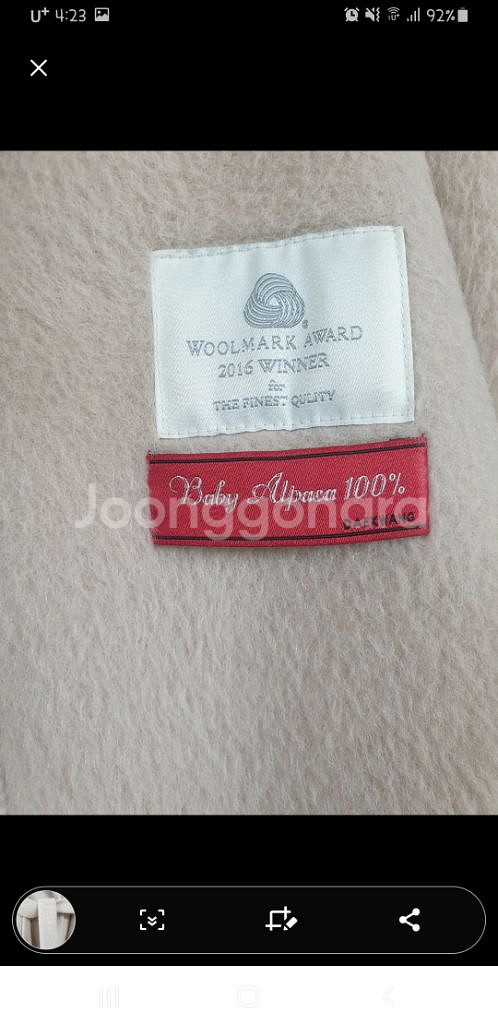 U+ 4:23
92%
WOOLMARK AWARD
2016 WINNER
for
THE FINEST QULITY
Baby Alpaca 100%
Joonggonara